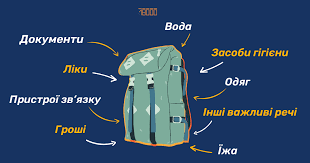 Документи
Ліки
Пристрої зв'язку
Гроші
Вода
Засоби гігієни
Одяг
Інші важливі речі
Їжа